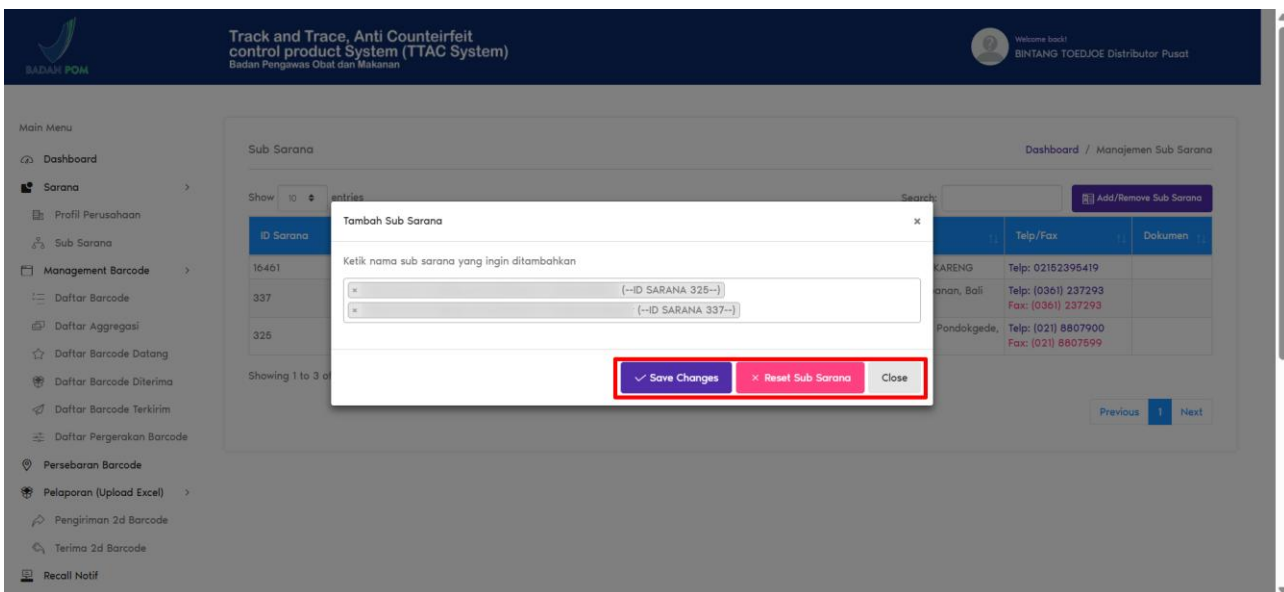 Track and Trace, Anti Counteirfeit
control product System (TTAC System)
Badan Pengawas Obat dan Makanan
BADAN POM
Welcome back!
BINTANG TOEDJOE Distributor Pusat
Main Menu
Dashboard
Sarana
Profil Perusahaan
Sub Sarana
Management Barcode
Daftar Barcode
Daftar Aggregasi
Daftar Barcode Datang
Daftar Barcode Diterima
Daftar Barcode Terkirim
Daftar Pergerakan Barcode
Persebaran Barcode
Pelaporan (Upload Excel)
Pengiriman 2d Barcode
Terima 2d Barcode
Recall Notif
Sub Sarana
Dashboard / Manajemen Sub Sarana
Show 10 entries
Search:
Add/Remove Sub Sarana
ID Sarana
Telp/Fax
Dokumen
16461
KARENG
Telp: 02152395419
337
anan, Bali
Telp: (0361) 237293
Fax: (0361) 237293
325
Pondokgede,
Telp: (021) 8807900
Fax: (021) 8807599
Showing 1 to 3 of
Previous 1 Next
Tambah Sub Sarana
×
Ketik nama sub sarana yang ingin ditambahkan
× (--ID SARANA 325--)
× (--ID SARANA 337--)
Save Changes
× Reset Sub Sarana
Close